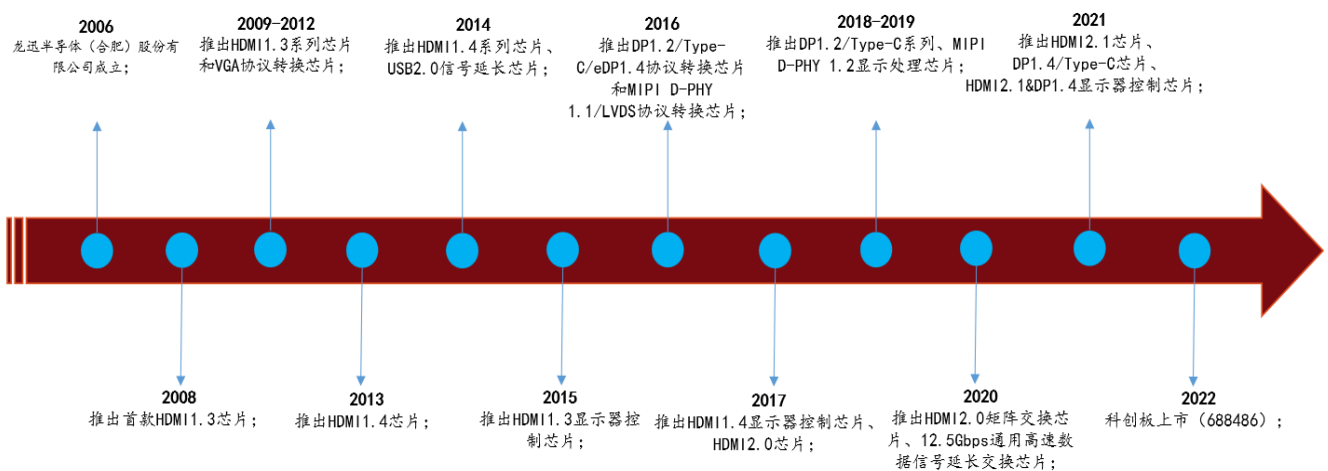 2006
龙迅半导体（合肥）股份有
限公司成立；
2009-2012
推出HDMI1.3系列芯片
和VGA协议转换芯片；
2014
推出HDMI1.4系列芯片、
USB2.0信号延长芯片；
2016
推出DP1.2/Type-
C/eDP1.4协议转换芯片
和MIPI D-PHY
1.1/LVDS协议转换芯片；
2018-2019
推出DP1.2/Type-C系列、MIPI
D-PHY 1.2显示处理芯片；
2021
推出HDMI2.1芯片、
DP1.4/Type-C芯片、
HDMI2.1&DP1.4显示器控制芯片；
2008
推出首款HDMI1.3芯片；
2013
推出HDMI1.4芯片；
2015
推出HDMI1.3显示器控
制芯片；
2017
推出HDMI1.4显示器控制芯片、
HDMI2.0芯片；
2020
推出HDMI2.0矩阵交换芯
片、12.5Gbps通用高速数
据信号延长交换芯片；
2022
科创板上市（688486）；